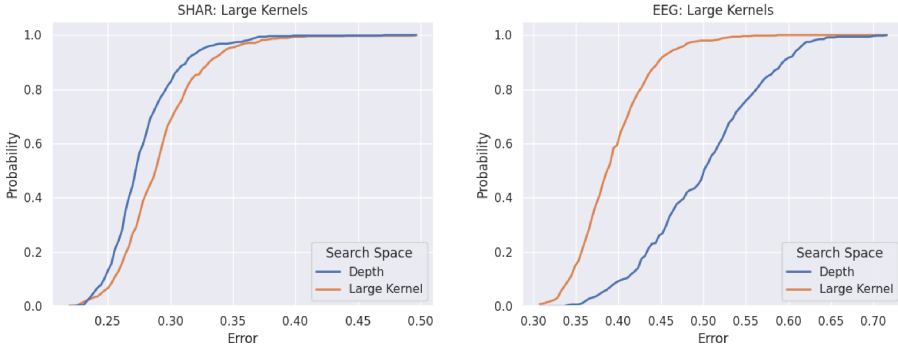 SHAR: Large Kernels
1.0
0.8
0.6
0.4
0.2
0.0
Probability
0.25 0.30 0.35 0.40 0.45 0.50
Error
Search Space
Depth
Large Kernel
EEG: Large Kernels
1.0
0.8
0.6
0.4
0.2
0.0
Probability
0.30 0.35 0.40 0.45 0.50 0.55 0.60 0.65 0.70
Error
Search Space
Depth
Large Kernel